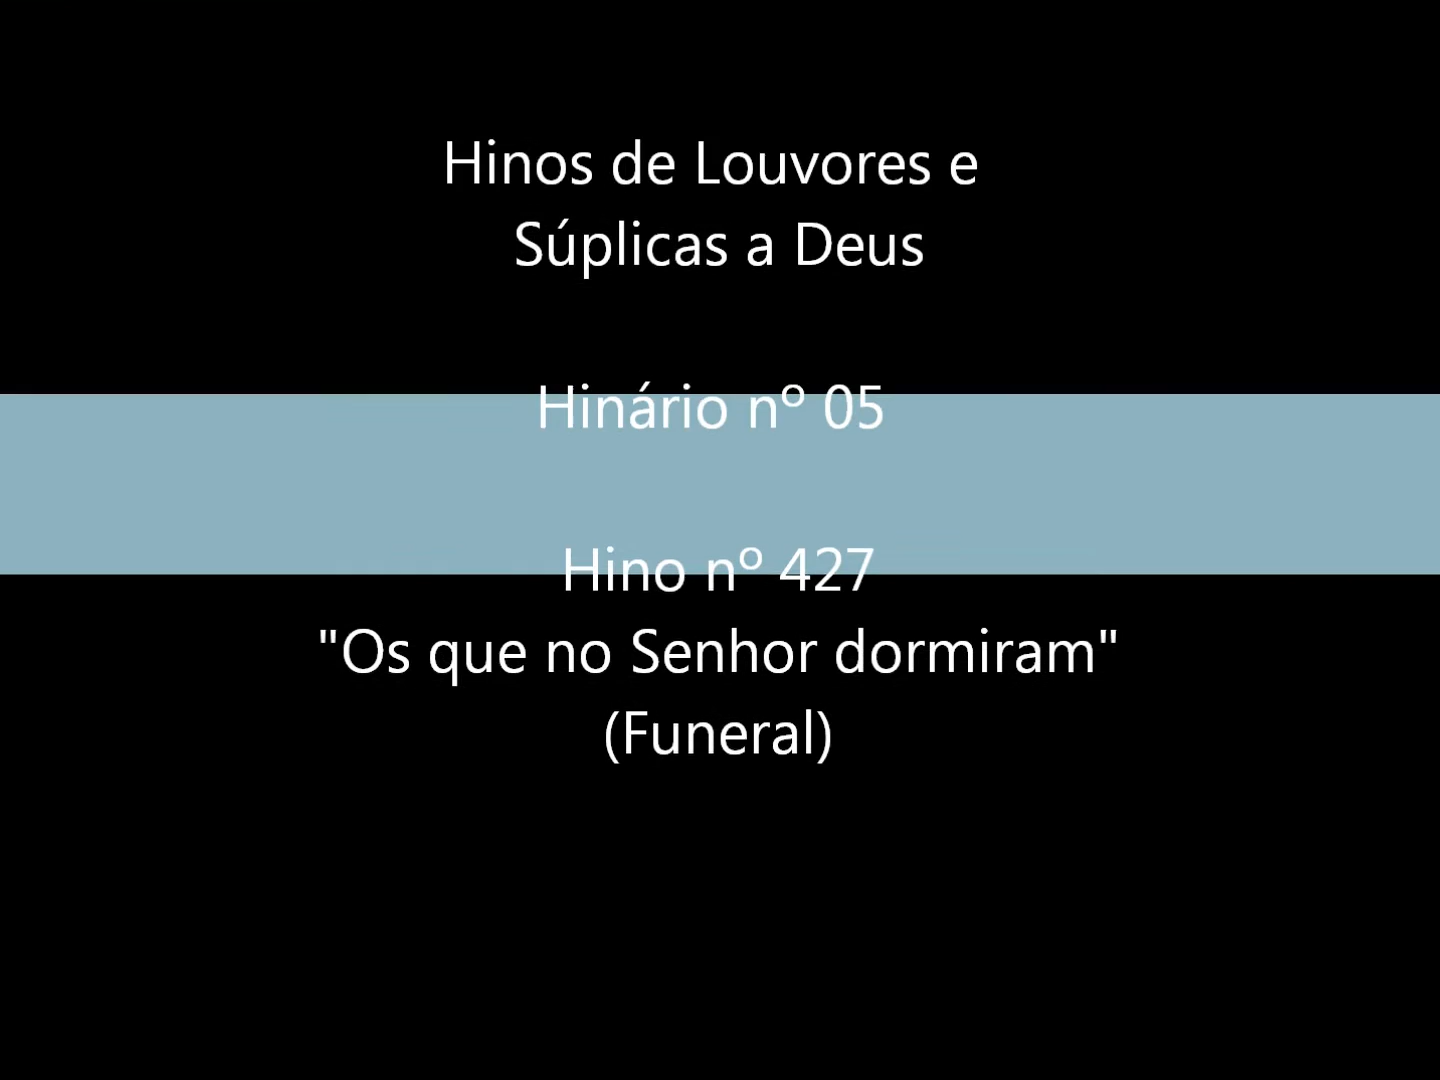 Hinos de Louvores e
Súplicas a Deus
Hinário nº 05
Hino nº 427
"Os que no Senhor dormiram"
(Funeral)